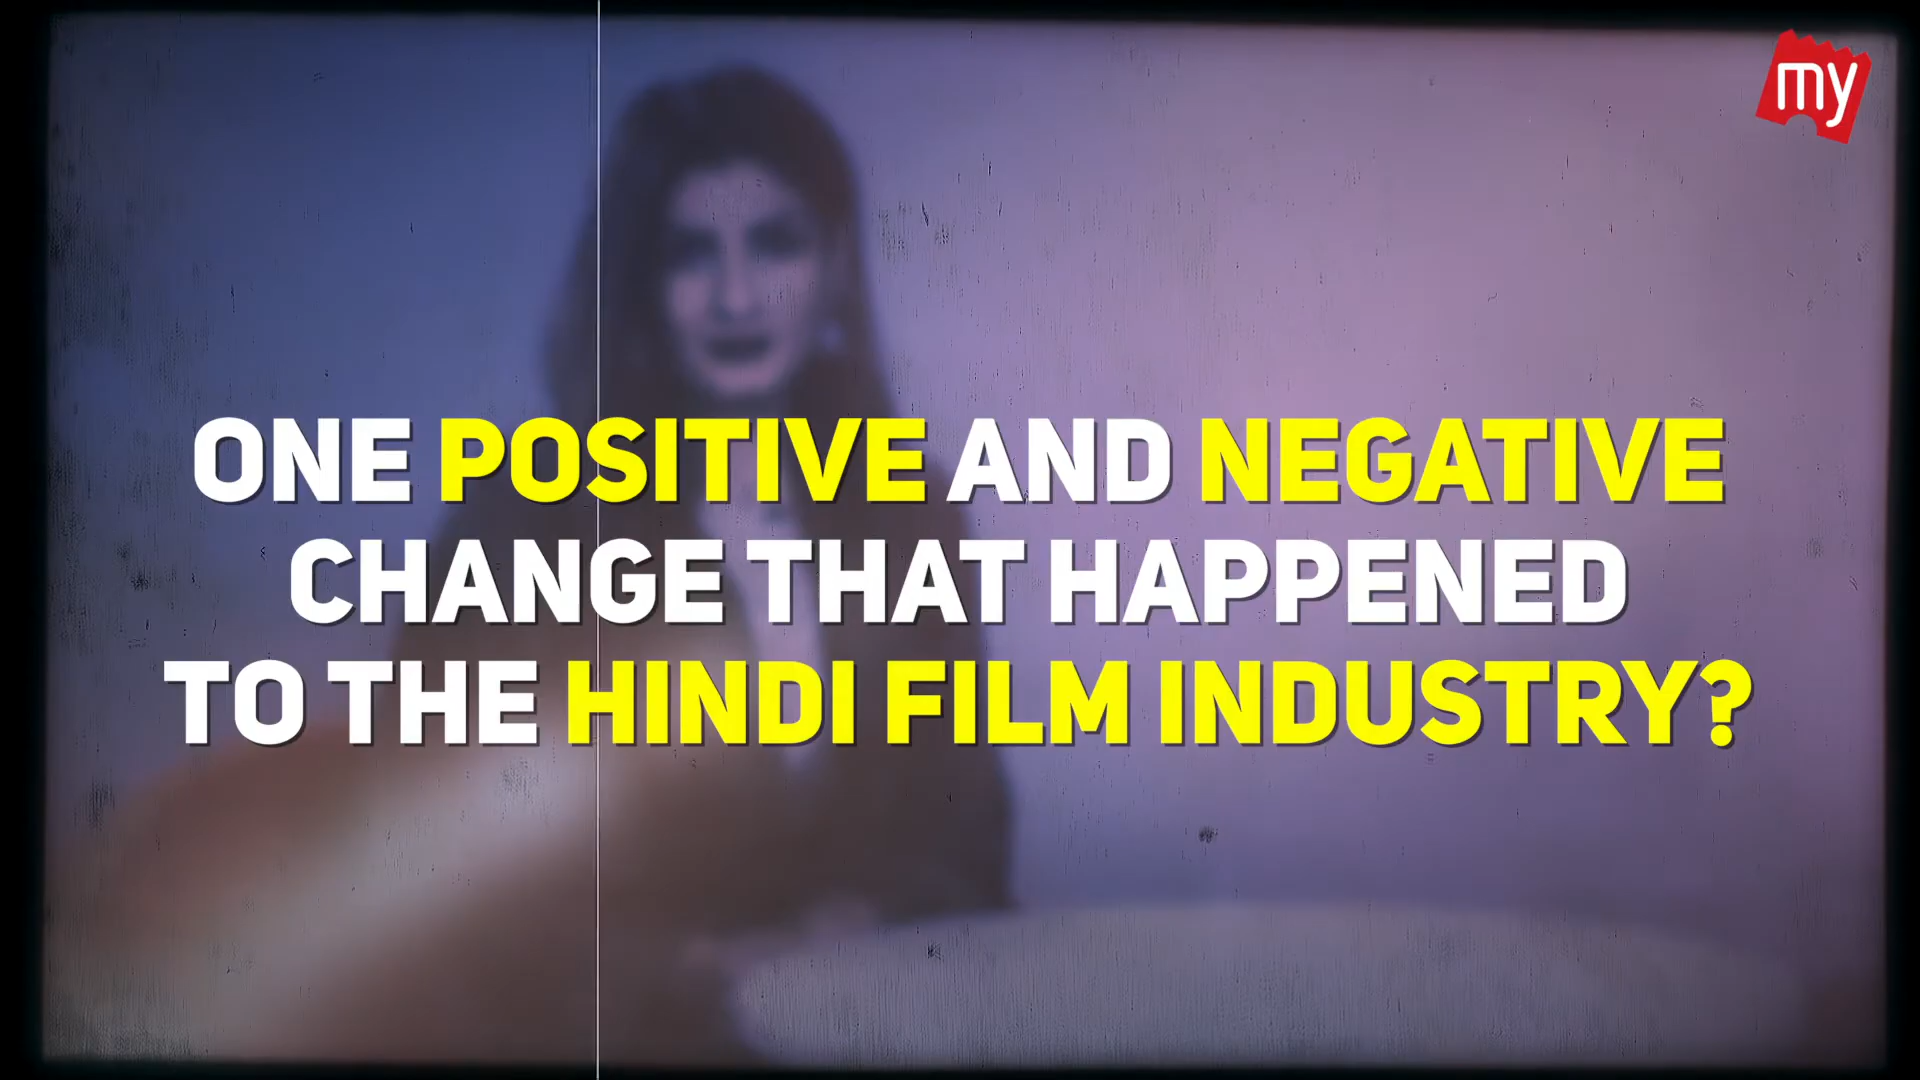 my
ONE POSITIVE AND NEGATIVE
CHANGE THAT HAPPENED
TO THE HINDI FILM INDUSTRY?